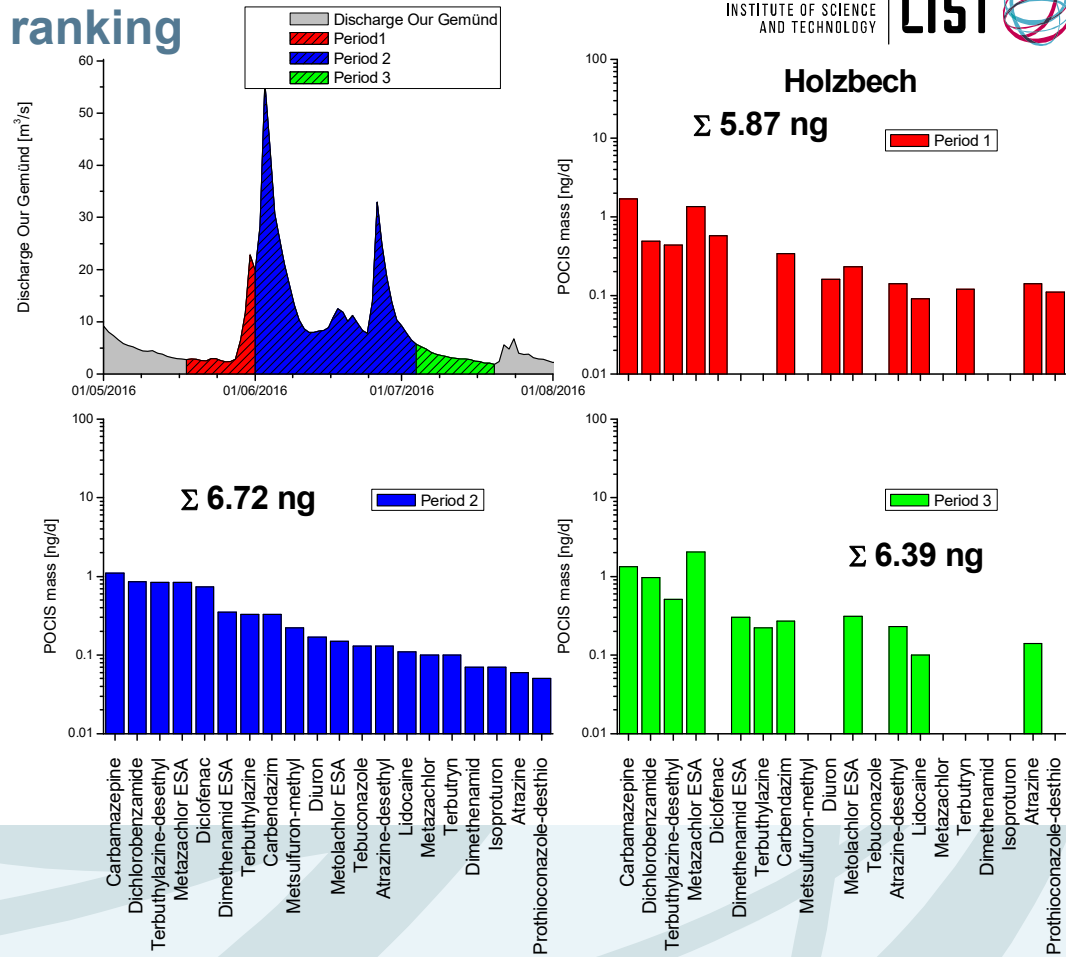 ranking
Discharge Our Gemünd
Period1
Period 2
Period 3
INSTITUTE OF SCIENCE
AND TECHNOLOGY
LIST
Discharge Our Gemünd [m³/s]
60
50
40
30
20
10
0
01/05/2016
01/06/2016
01/07/2016
01/08/2016
Holzbech
Σ 5.87 ng
Period 1
POCIS mass [ng/d]
100
10
1
0.1
0.01
Σ 6.72 ng
Period 2
POCIS mass [ng/d]
100
10
1
0.1
0.01
Carbamazepine
Dichlorobenzamide
Terbuthylazine-desethyl
Metazachlor ESA
Diclofenac
Dimethenamid ESA
Terbuthylazine
Carbendazim
Metsulfuron-methyl
Diuron
Metolachlor ESA
Tebuconazole
Atrazine-desethyl
Lidocaine
Metazachlor
Terbutryn
Dimethenamid
Isoproturon
Atrazine
Prothioconazole-desthio
Period 3
Σ 6.39 ng
POCIS mass [ng/d]
100
10
1
0.1
0.01
Carbamazepine
Dichlorobenzamide
Terbuthylazine-desethyl
Metazachlor ESA
Diclofenac
Dimethenamid ESA
Terbuthylazine
Carbendazim
Metsulfuron-methyl
Diuron
Metolachlor ESA
Tebuconazole
Atrazine-desethyl
Lidocaine
Metazachlor
Terbutryn
Dimethenamid
Isoproturon
Atrazine
Prothioconazole-desthio